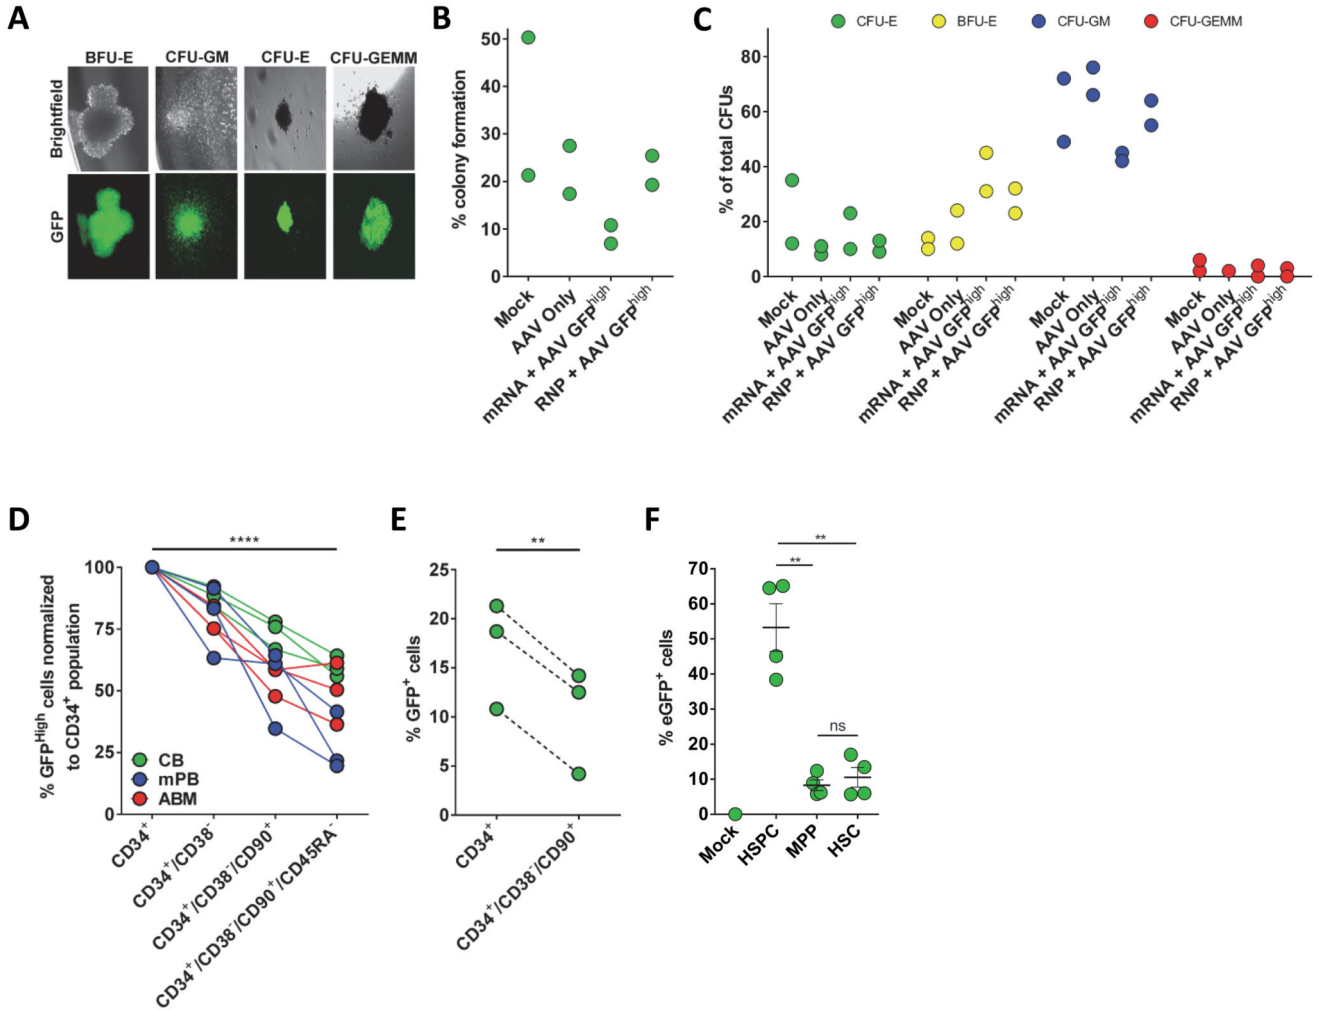 A
BFU-E CFU-GM CFU-E CFU-GEMM
Brightfield
GFP
B
% colony formation
50
40
30
20
10
0
Mock
AAV Only
mRNA + AAV GFPhigh
RNP + AAV GFPhigh
C
CFU-E BFU-E CFU-GM CFU-GEMM
% of total CFUs
80
60
40
20
0
Mock
AAV Only
mRNA + AAV GFPhigh
RNP + AAV GFPhigh
Mock
AAV Only
mRNA + AAV GFPhigh
RNP + AAV GFPhigh
Mock
AAV Only
mRNA + AAV GFPhigh
RNP + AAV GFPhigh
Mock
AAV Only
mRNA + AAV GFPhigh
RNP + AAV GFPhigh
D
% GFPHigh cells normalized
to CD34+ population
****
100
75
50
25
0
CB
mPB
ABM
CD34+
CD34+/CD38-
CD34+/CD38-/CD90+
CD34+/CD38-/CD90+/CD45RA-
E
% GFP+ cells
**
25
20
15
10
5
0
CD34+
CD34+/CD38-/CD90+
F
% eGFP+ cells
**
**
ns
70
60
50
40
30
20
10
0
Mock
HSPC
MPP
HSC